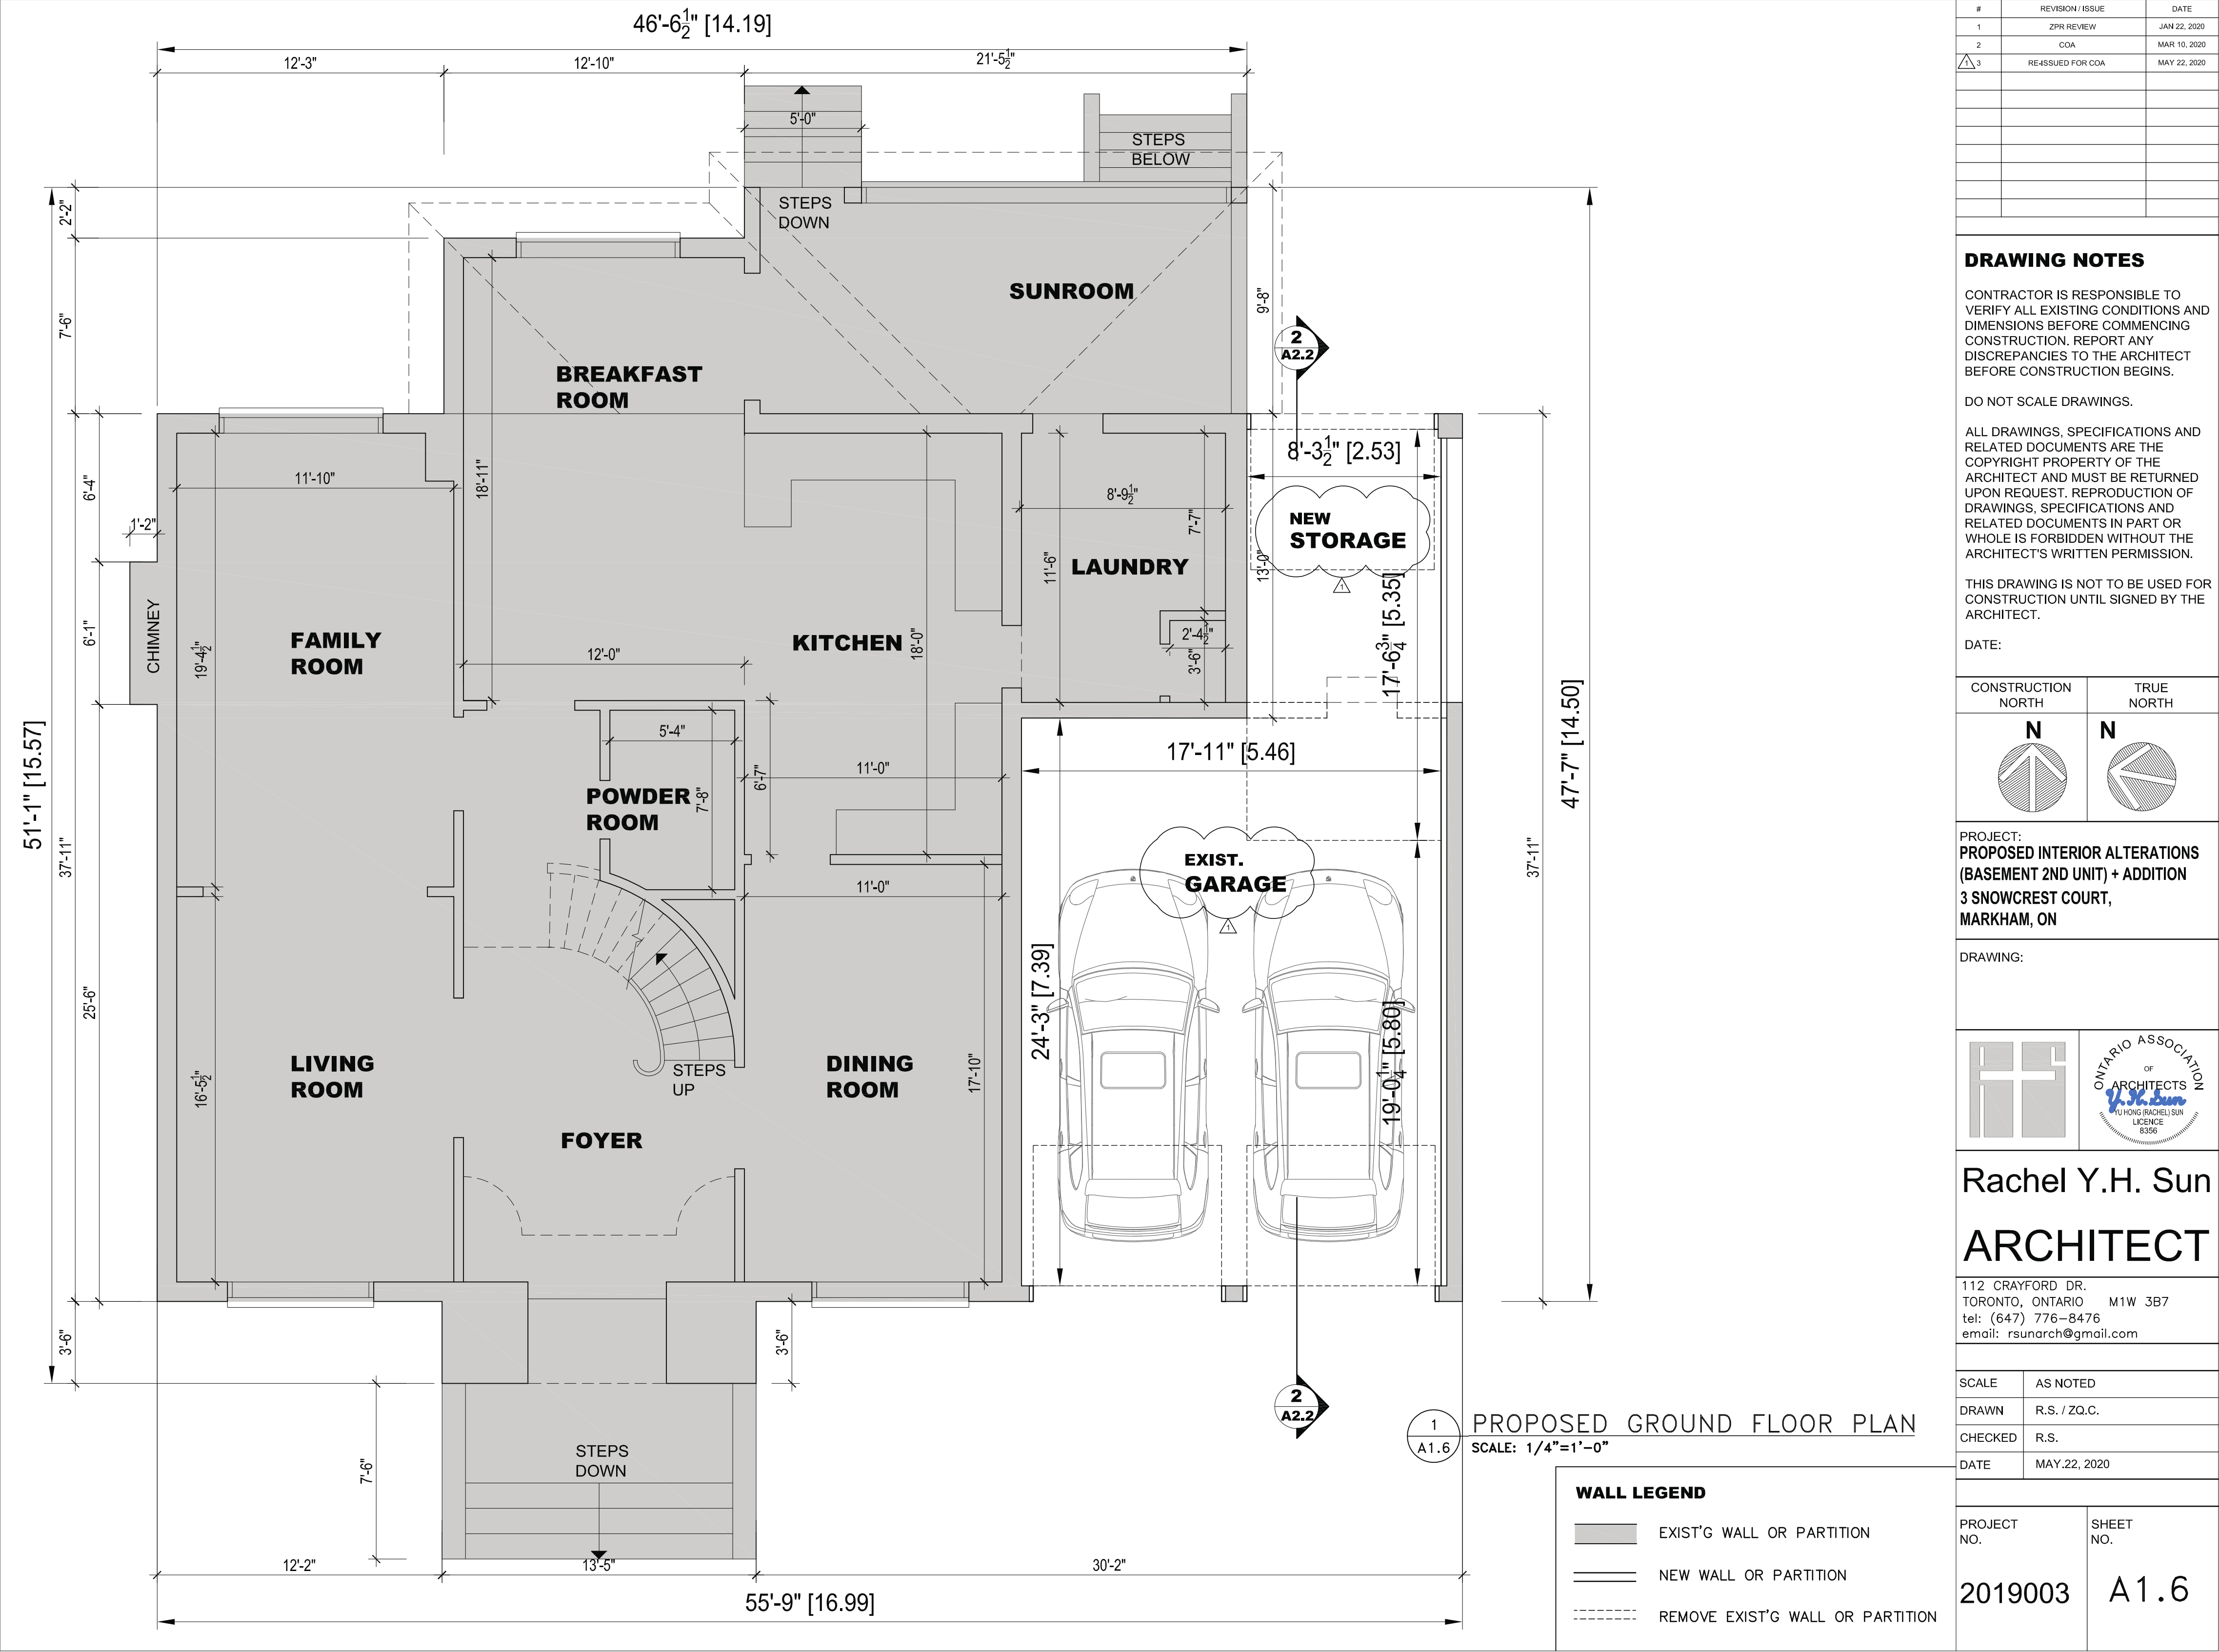 46'-6 1/2" [14.19]
12'-3"
12'-10"
21'-5 1/2"
5'-0"
STEPS
BELOW
STEPS
DOWN
2'-2"
7'-6"
SUNROOM
9'-8"
2
A2.2
BREAKFAST
ROOM
18'-11"
11'-10"
6'-4"
1'-2"
6'-1"
CHIMNEY
FAMILY
ROOM
19'-4 1/2"
12'-0"
KITCHEN
18'-0"
8'-9 1/2"
7'-7"
11'-6"
LAUNDRY
2'-4 1/2"
3'-6"
8'-3 1/2" [2.53]
NEW
STORAGE
1
13'-0"
17'-6 3/4" [5.35]
51'-1" [15.57]
37'-11"
5'-4"
POWDER
ROOM
7'-8"
6'-7"
11'-0"
11'-0"
17'-11" [5.46]
47'-7" [14.50]
37'-11"
EXIST.
GARAGE
1
24'-3" [7.39]
19'-0 1/4" [5.80]
25'-6"
LIVING
ROOM
16'-5 1/2"
STEPS
UP
FOYER
DINING
ROOM
17'-10"
3'-6"
3'-6"
7'-6"
STEPS
DOWN
2
A2.2
12'-2"
13'-5"
30'-2"
55'-9" [16.99]
1
A1.6
PROPOSED GROUND FLOOR PLAN
SCALE: 1/4"=1'-0"
WALL LEGEND
EXIST'G WALL OR PARTITION
NEW WALL OR PARTITION
REMOVE EXIST'G WALL OR PARTITION
# REVISION / ISSUE DATE
1 ZPR REVIEW JAN 22, 2020
2 COA MAR 10, 2020
1 3 RE-ISSUED FOR COA MAY 22, 2020
DRAWING NOTES
CONTRACTOR IS RESPONSIBLE TO
VERIFY ALL EXISTING CONDITIONS AND
DIMENSIONS BEFORE COMMENCING
CONSTRUCTION. REPORT ANY
DISCREPANCIES TO THE ARCHITECT
BEFORE CONSTRUCTION BEGINS.
DO NOT SCALE DRAWINGS.
ALL DRAWINGS, SPECIFICATIONS AND
RELATED DOCUMENTS ARE THE
COPYRIGHT PROPERTY OF THE
ARCHITECT AND MUST BE RETURNED
UPON REQUEST. REPRODUCTION OF
DRAWINGS, SPECIFICATIONS AND
RELATED DOCUMENTS IN PART OR
WHOLE IS FORBIDDEN WITHOUT THE
ARCHITECT'S WRITTEN PERMISSION.
THIS DRAWING IS NOT TO BE USED FOR
CONSTRUCTION UNTIL SIGNED BY THE
ARCHITECT.
DATE:
CONSTRUCTION
NORTH
TRUE
NORTH
N
N
PROJECT:
PROPOSED INTERIOR ALTERATIONS
(BASEMENT 2ND UNIT) + ADDITION
3 SNOWCREST COURT,
MARKHAM, ON
DRAWING:
ONTARIO ASSOCIATION
OF
ARCHITECTS
Y.H. Sun
YU HONG (RACHEL) SUN
LICENCE
8356
Rachel Y.H. Sun
ARCHITECT
112 CRAYFORD DR.
TORONTO, ONTARIO M1W 3B7
tel: (647) 776-8476
email: rsunarch@gmail.com
SCALE AS NOTED
DRAWN R.S. / ZQ.C.
CHECKED R.S.
DATE MAY.22, 2020
PROJECT
NO.
2019003
SHEET
NO.
A1.6